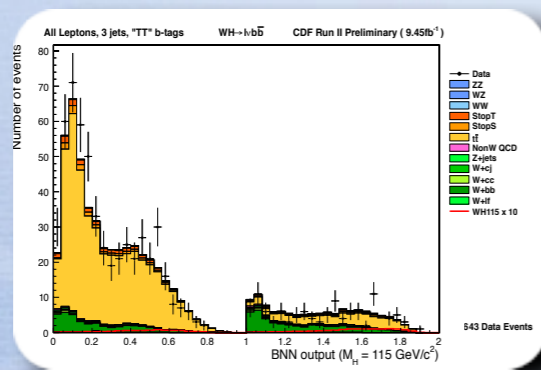 All Leptons, 3 jets, "TT" b-tags WH→lνbb̅ CDF Run II Preliminary ( 9.45fb⁻¹)
Number of events
80
70
60
50
40
30
20
10
0
0 0.2 0.4 0.6 0.8 1 1.2 1.4 1.6 1.8 2
BNN output (M_H = 115 GeV/c²)
Data
ZZ
WZ
WW
StopT
StopS
tt̅
NonW QCD
Z+jets
W+cj
W+cc
W+bb
W+lf
WH115 x 10
643 Data Events